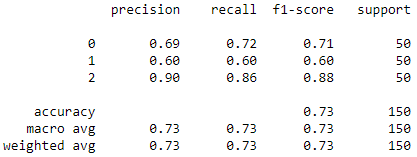 precision recall f1-score support
0 0.69 0.72 0.71 50
1 0.60 0.60 0.60 50
2 0.90 0.86 0.88 50
accuracy 0.73 150
macro avg 0.73 0.73 0.73 150
weighted avg 0.73 0.73 0.73 150